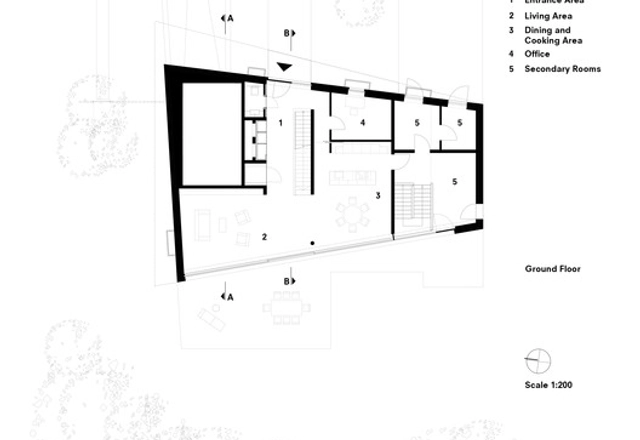 1 Entrance Area
2 Living Area
3 Dining and
Cooking Area
4 Office
5 Secondary Rooms
A
B
1
4
5
5
5
3
2
B
A
Ground Floor
Scale 1:200